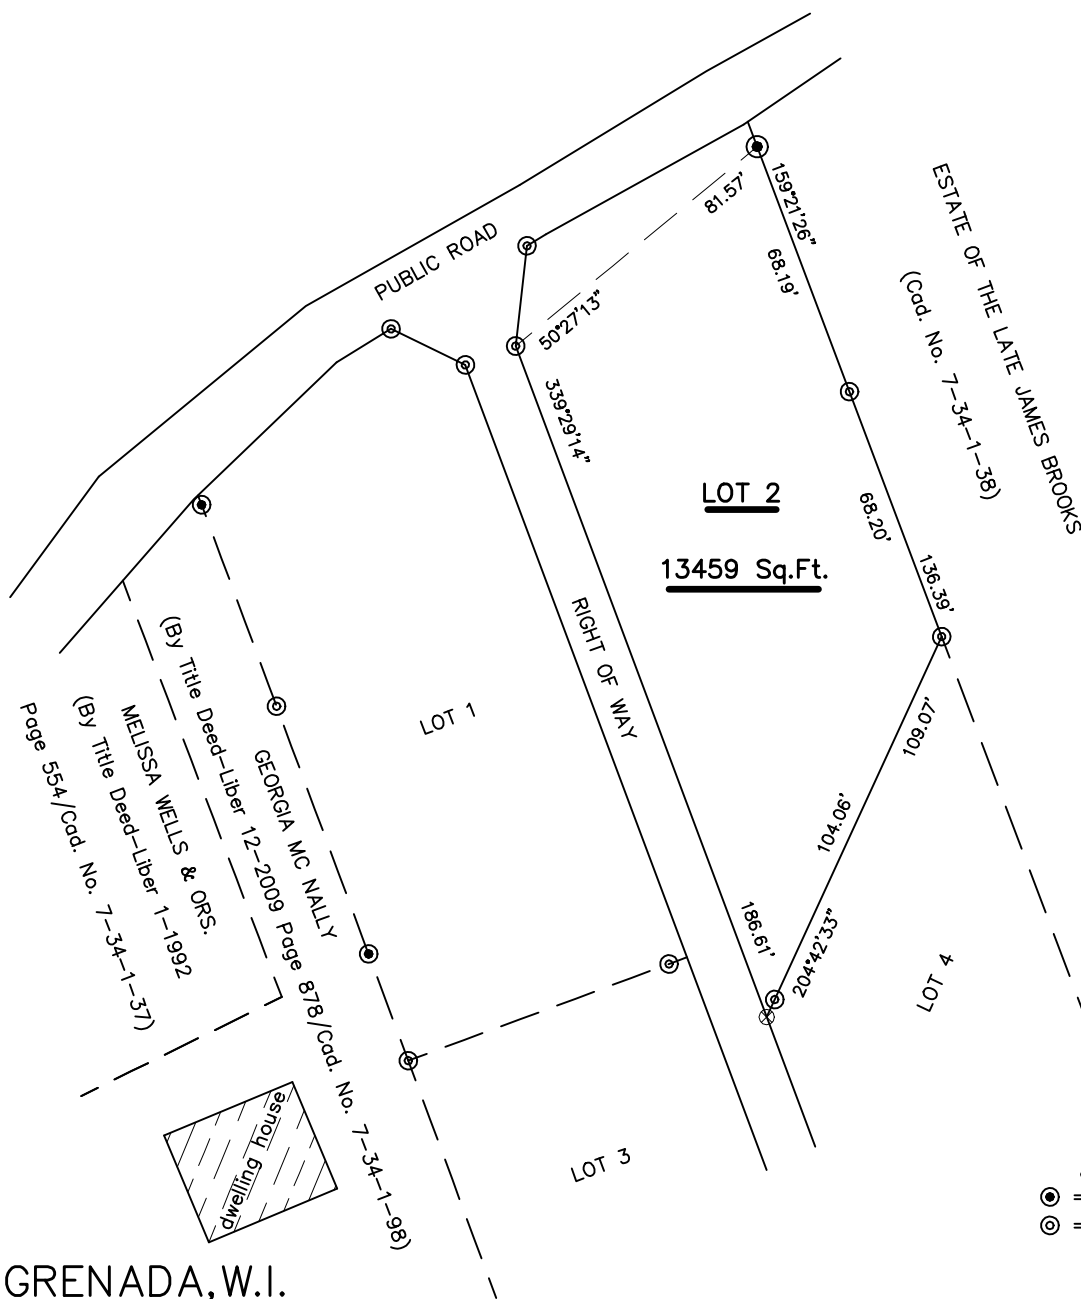 PUBLIC ROAD
81.57'
50°27'13"
159°21'26"
68.19'
ESTATE OF THE LATE JAMES BROOKS
(Cad. No. 7-34-1-38)
339°29'14"
LOT 2
13459 Sq.Ft.
68.20'
136.39'
109.07'
104.06'
204°42'33"
186.61'
RIGHT OF WAY
LOT 1
LOT 4
LOT 3
GEORGIA MC NALLY
(By Title Deed-Liber 12-2009 Page 878/Cad. No. 7-34-1-98)
MELISSA WELLS & ORS.
(By Title Deed-Liber 1-1992
Page 554/Cad. No. 7-34-1-37)
dwelling house
=
=
GRENADA, W.I.